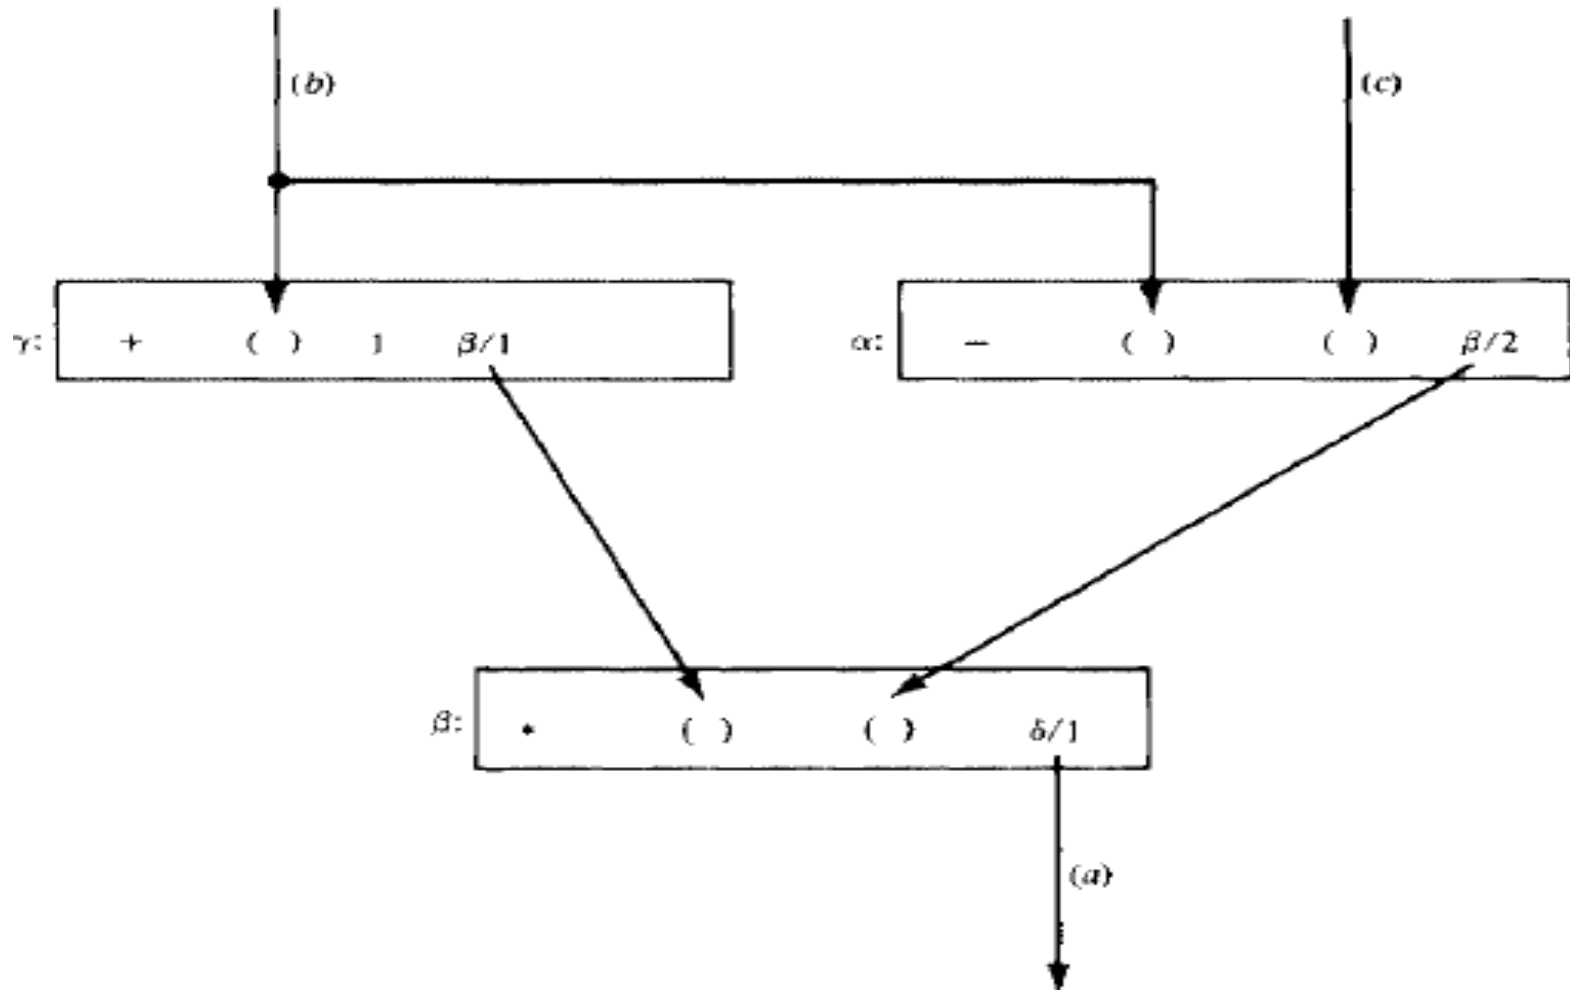 (b) (c)
γ: + ( ) 1 β/1 α: − ( ) ( ) β/2
β: * ( ) ( ) δ/1
(a)